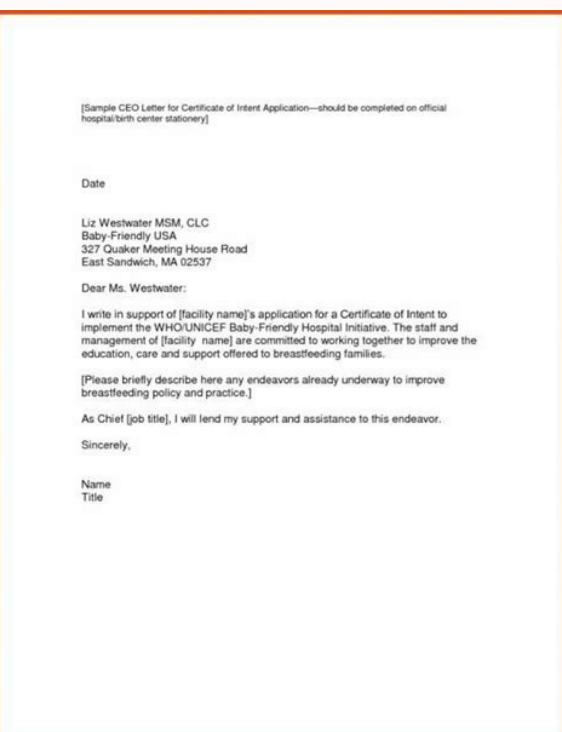 [Sample CEO Letter for Certificate of Intent Application—should be completed on official
hospital/birth center stationery]
Date
Liz Westwater MSM, CLC
Baby-Friendly USA
327 Quaker Meeting House Road
East Sandwich, MA 02537
Dear Ms. Westwater:
I write in support of [facility name]'s application for a Certificate of Intent to
implement the WHO/UNICEF Baby-Friendly Hospital Initiative. The staff and
management of [facility name] are committed to working together to improve the
education, care and support offered to breastfeeding families.
[Please briefly describe here any endeavors already underway to improve
breastfeeding policy and practice.]
As Chief [job title], I will lend my support and assistance to this endeavor.
Sincerely,
Name
Title